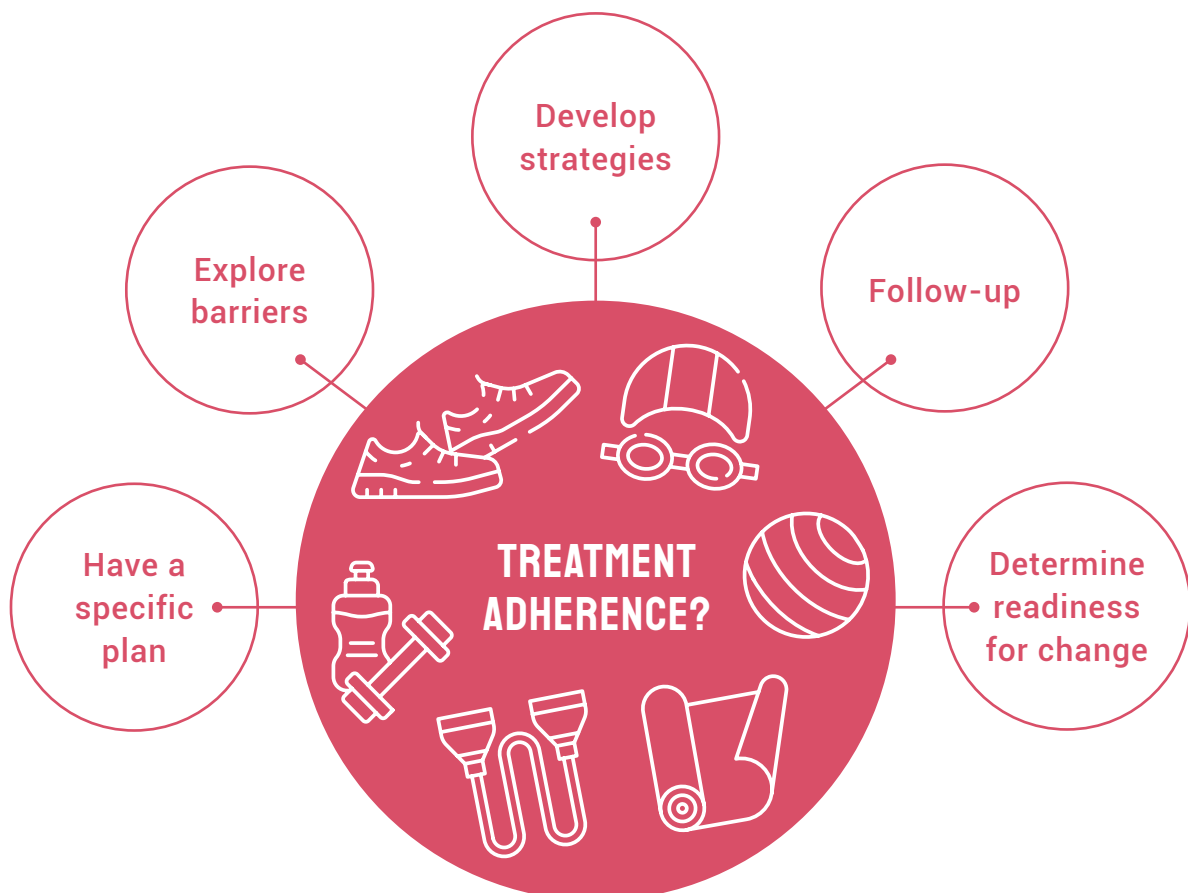 Develop
strategies
Explore
barriers
Follow-up
Have a
specific
plan
TREATMENT
ADHERENCE?
Determine
readiness
for change